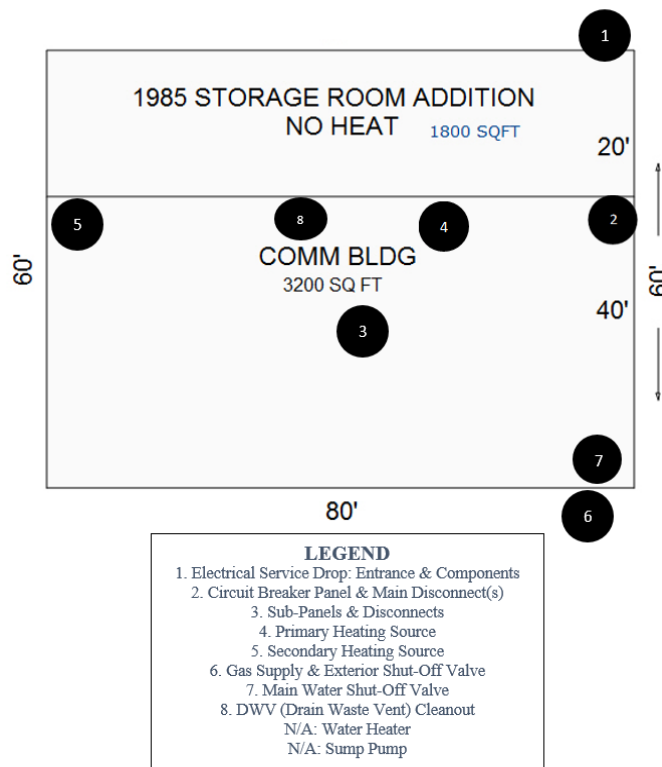 1
1985 STORAGE ROOM ADDITION
NO HEAT 1800 SQFT
20'
5
8
4
2
COMM BLDG
3200 SQ FT
60'
60'
40'
3
7
80'
6
LEGEND
1. Electrical Service Drop: Entrance & Components
2. Circuit Breaker Panel & Main Disconnect(s)
3. Sub-Panels & Disconnects
4. Primary Heating Source
5. Secondary Heating Source
6. Gas Supply & Exterior Shut-Off Valve
7. Main Water Shut-Off Valve
8. DWV (Drain Waste Vent) Cleanout
N/A: Water Heater
N/A: Sump Pump